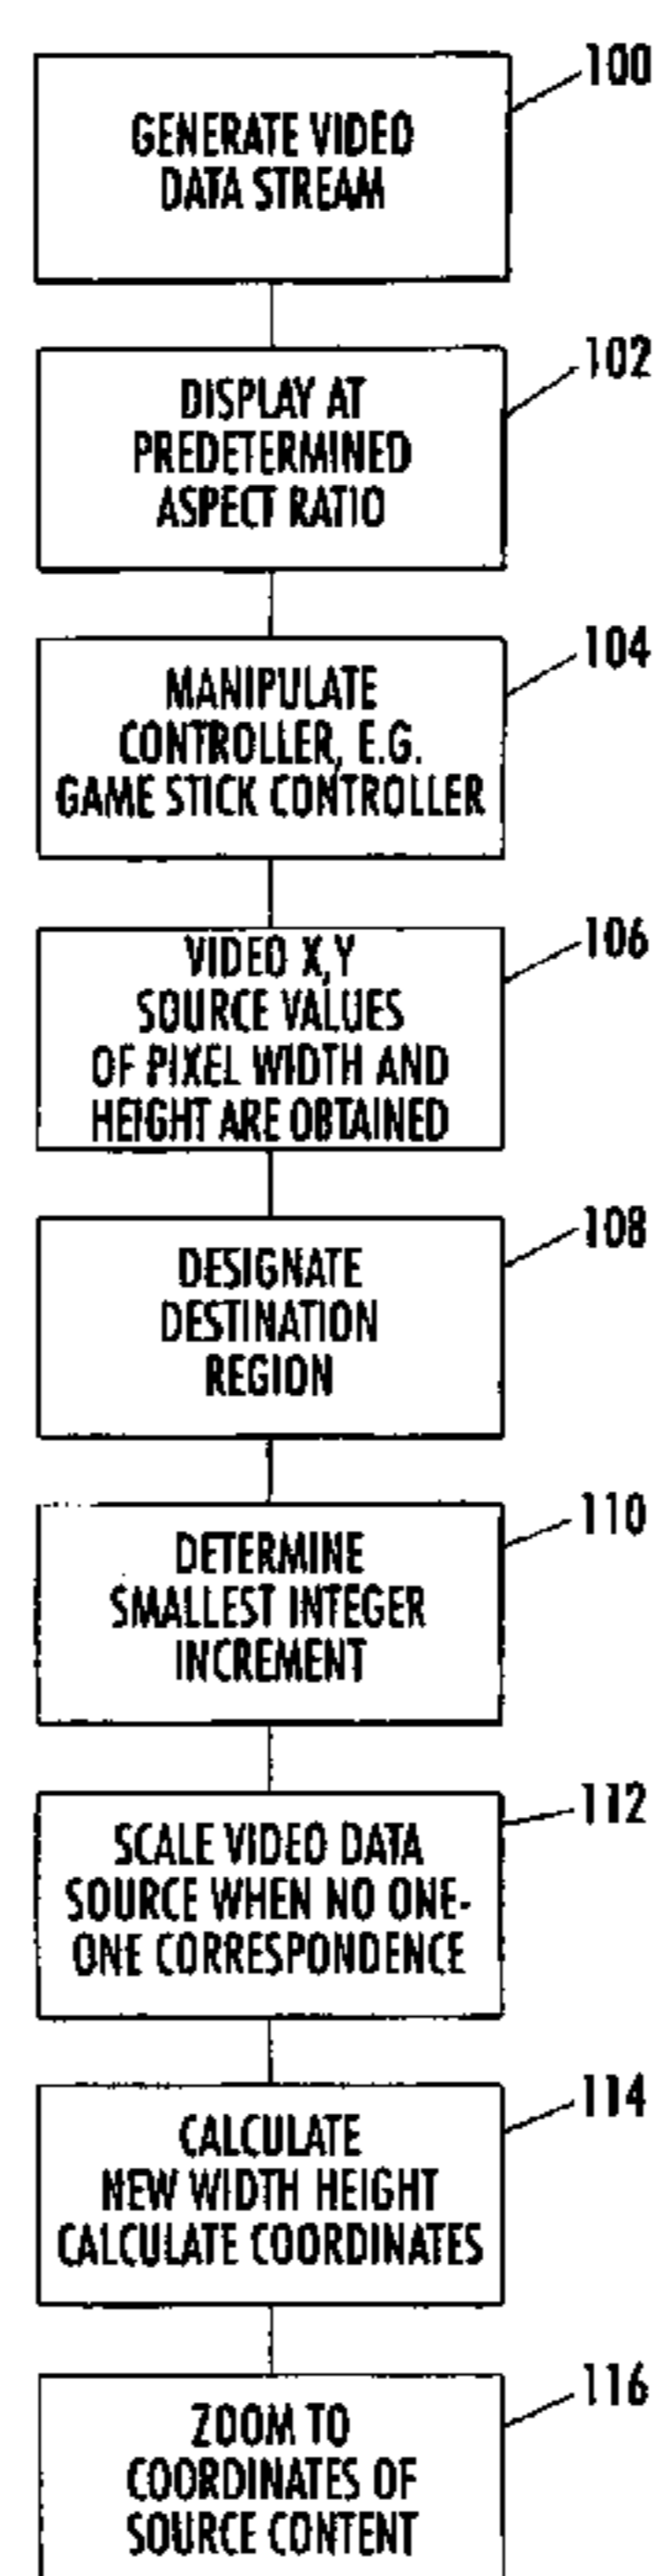 100
GENERATE VIDEO
DATA STREAM
102
DISPLAY AT
PREDETERMINED
ASPECT RATIO
104
MANIPULATE
CONTROLLER, E.G.
GAME STICK CONTROLLER
106
VIDEO X,Y
SOURCE VALUES
OF PIXEL WIDTH AND
HEIGHT ARE OBTAINED
108
DESIGNATE
DESTINATION
REGION
110
DETERMINE
SMALLEST INTEGER
INCREMENT
112
SCALE VIDEO DATA
SOURCE WHEN NO ONE-
ONE CORRESPONDENCE
114
CALCULATE
NEW WIDTH HEIGHT
CALCULATE COORDINATES
116
ZOOM TO
COORDINATES OF
SOURCE CONTENT